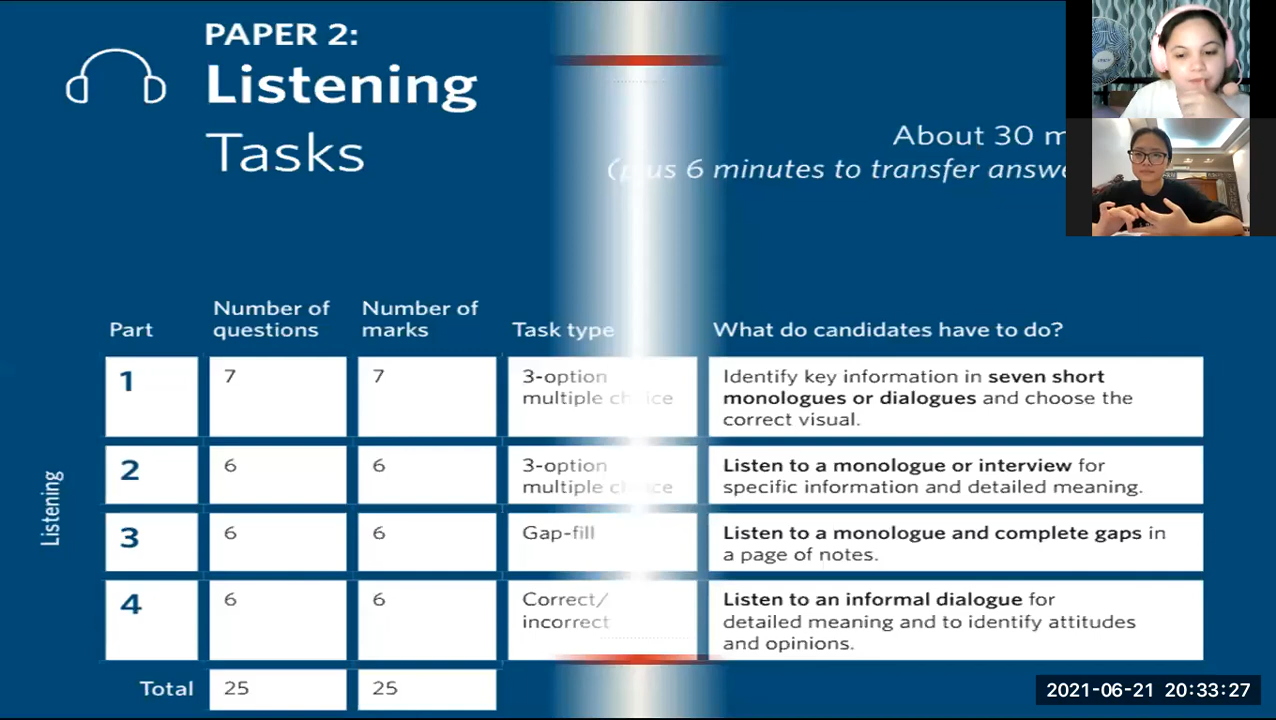 PAPER 2:
Listening
Tasks
About 30
(plus 6 minutes to transfer
Part
Number of
questions
Number of
marks
Task type
What do candidates have to do?
1
7
7
3-option
multiple choice
Identify key information in seven short
monologues or dialogues and choose the
correct visual.
Listening
2
6
6
3-option
multiple choice
Listen to a monologue or interview for
specific information and detailed meaning.
3
6
6
Gap-fill
Listen to a monologue and complete gaps in
a page of notes.
4
6
6
Correct/
incorrect
Listen to an informal dialogue for
detailed meaning and to identify attitudes
and opinions.
Total
25
25
2021-06-21 20:33:27